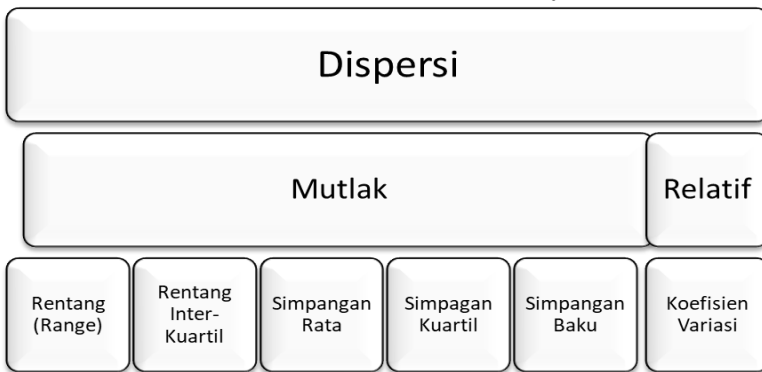 Dispersi
Mutlak
Relatif
Rentang
(Range)
Rentang
Inter-
Kuartil
Simpangan
Rata
Simpagan
Kuartil
Simpangan
Baku
Koefisien
Variasi